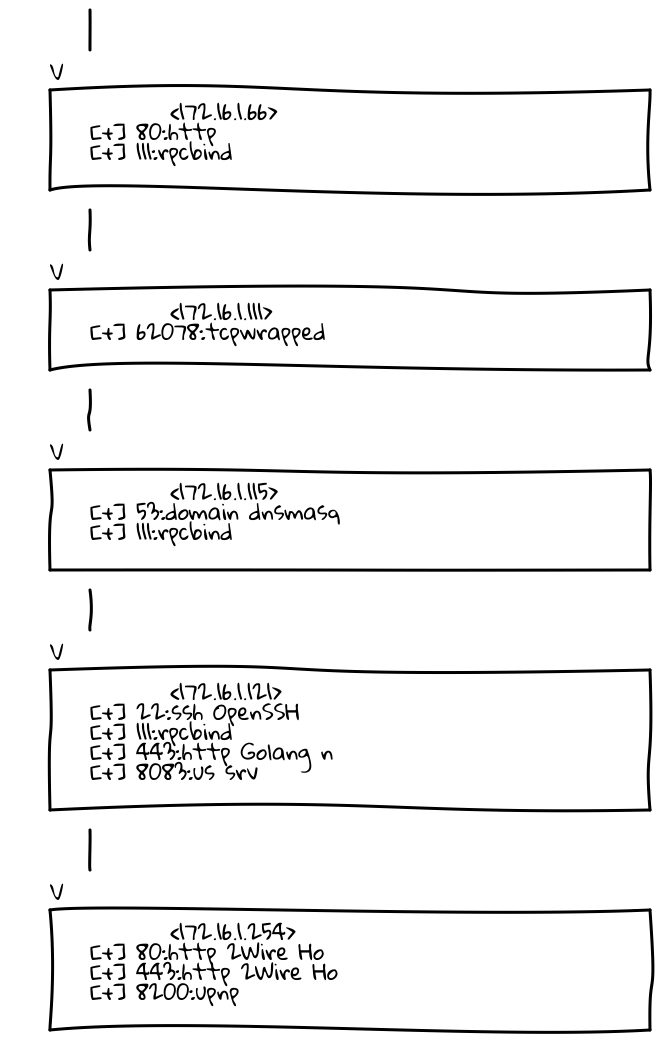 |
V
<172.16.1.66>
[+] 80:http
[+] 111:rpcbind
|
V
<172.16.1.111>
[+] 62078:tcpwrapped
|
V
<172.16.1.115>
[+] 53:domain dnsmasq
[+] 111:rpcbind
|
V
<172.16.1.121>
[+] 22:ssh OpenSSH
[+] 111:rpcbind
[+] 443:http Golang n
[+] 8083:us srv
|
V
<172.16.1.254>
[+] 80:http 2Wire Ho
[+] 443:http 2Wire Ho
[+] 8200:upnp